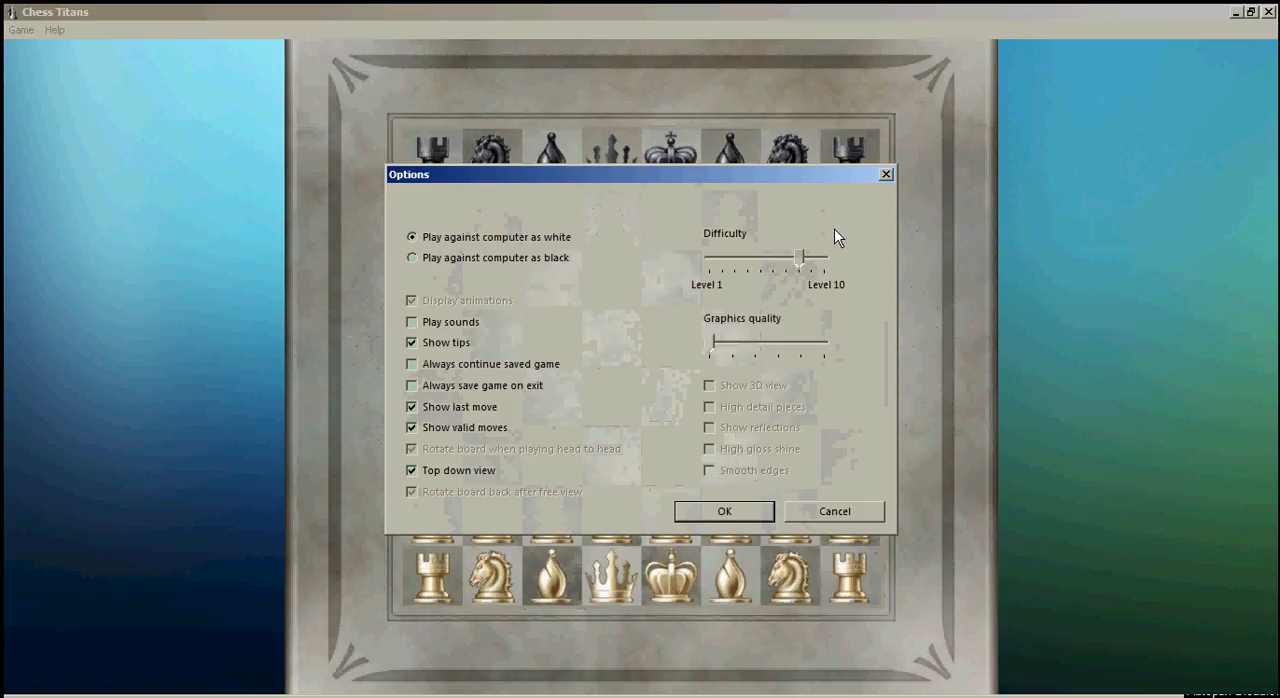 Chess Titans
Game Help
Options
Play against computer as white
Play against computer as black
Display animations
Play sounds
Show tips
Always continue saved game
Always save game on exit
Show last move
Show valid moves
Rotate board when playing head to head
Top down view
Rotate board back after free view
Difficulty
Level 1 Level 10
Graphics quality
Show 3D view
High detail pieces
Show reflections
High gloss shine
Smooth edges
OK Cancel